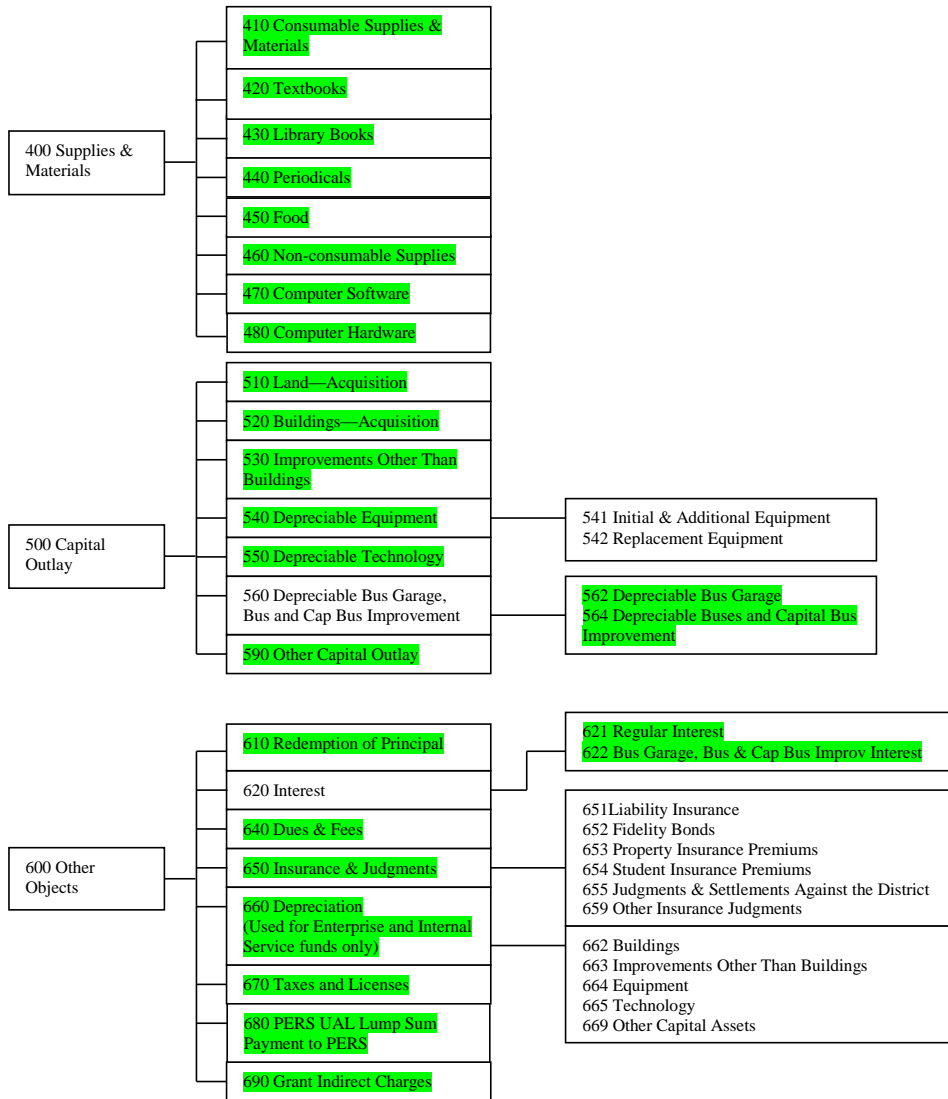 410 Consumable Supplies &
Materials
420 Textbooks
430 Library Books
400 Supplies &
Materials
440 Periodicals
450 Food
460 Non-consumable Supplies
470 Computer Software
480 Computer Hardware
510 Land—Acquisition
520 Buildings—Acquisition
530 Improvements Other Than
Buildings
540 Depreciable Equipment
541 Initial & Additional Equipment
542 Replacement Equipment
500 Capital
Outlay
550 Depreciable Technology
560 Depreciable Bus Garage,
Bus and Cap Bus Improvement
562 Depreciable Bus Garage
564 Depreciable Buses and Capital Bus
Improvement
590 Other Capital Outlay
610 Redemption of Principal
621 Regular Interest
622 Bus Garage, Bus & Cap Bus Improv Interest
620 Interest
640 Dues & Fees
600 Other
Objects
650 Insurance & Judgments
651Liability Insurance
652 Fidelity Bonds
653 Property Insurance Premiums
654 Student Insurance Premiums
655 Judgments & Settlements Against the District
659 Other Insurance Judgments
660 Depreciation
(Used for Enterprise and Internal
Service funds only)
662 Buildings
663 Improvements Other Than Buildings
664 Equipment
665 Technology
669 Other Capital Assets
670 Taxes and Licenses
680 PERS UAL Lump Sum
Payment to PERS
690 Grant Indirect Charges